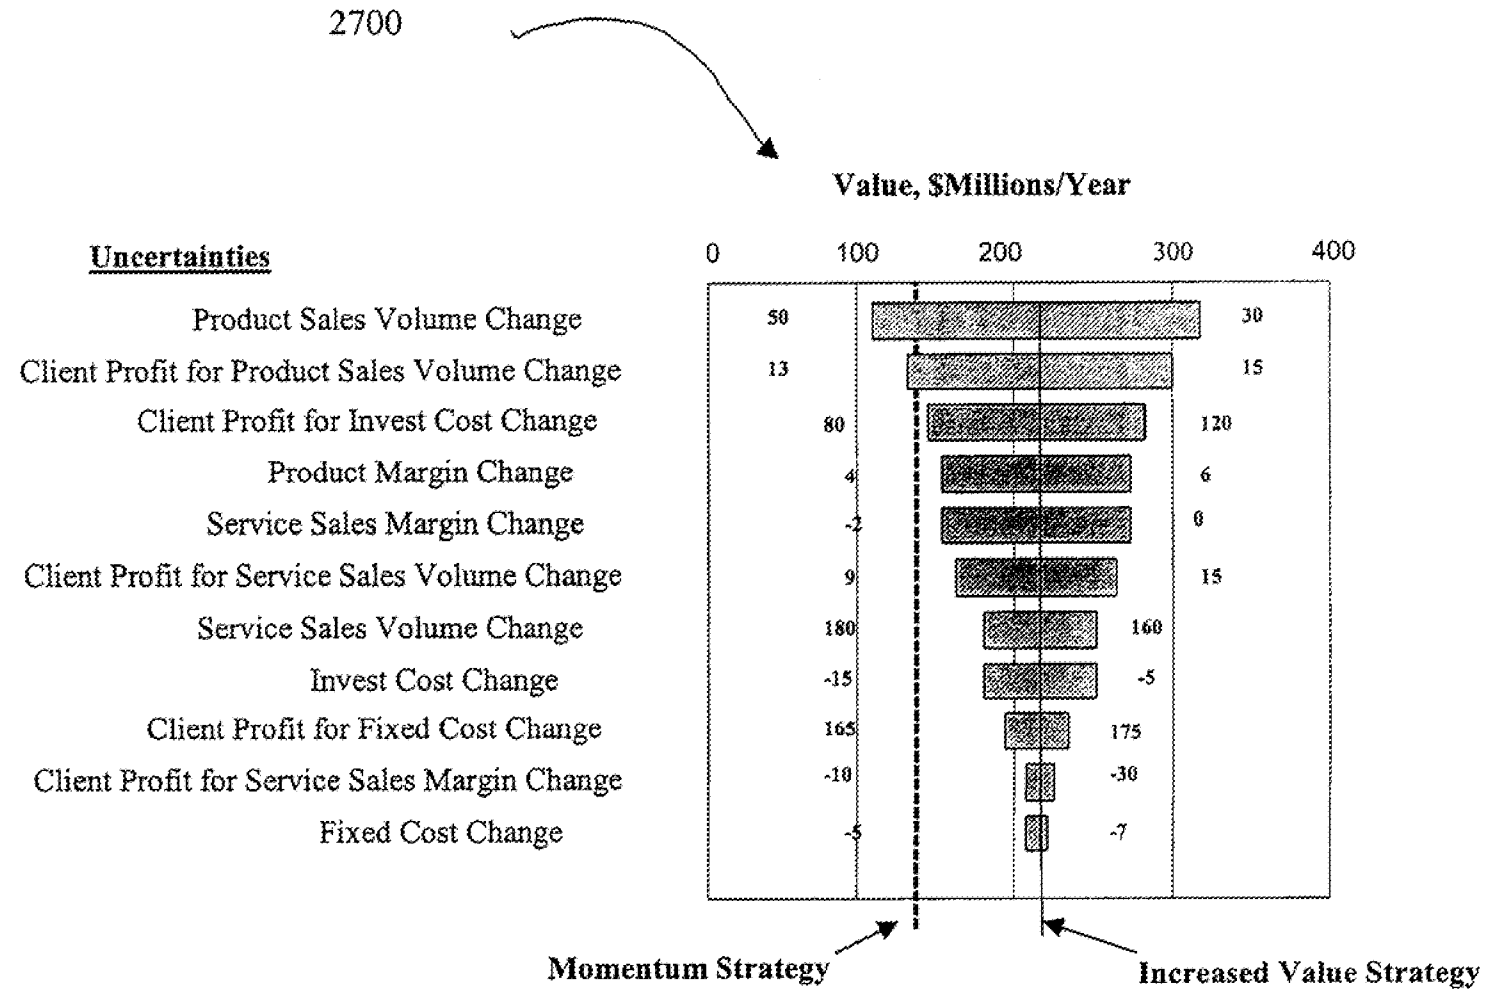 2700
Value, $Millions/Year
Uncertainties
0 100 200 300 400
Product Sales Volume Change 50 30
Client Profit for Product Sales Volume Change 13 15
Client Profit for Invest Cost Change 80 120
Product Margin Change 4 6
Service Sales Margin Change -2 0
Client Profit for Service Sales Volume Change 9 15
Service Sales Volume Change 180 160
Invest Cost Change -15 -5
Client Profit for Fixed Cost Change 165 175
Client Profit for Service Sales Margin Change -10 -30
Fixed Cost Change -5 -7
Momentum Strategy
Increased Value Strategy